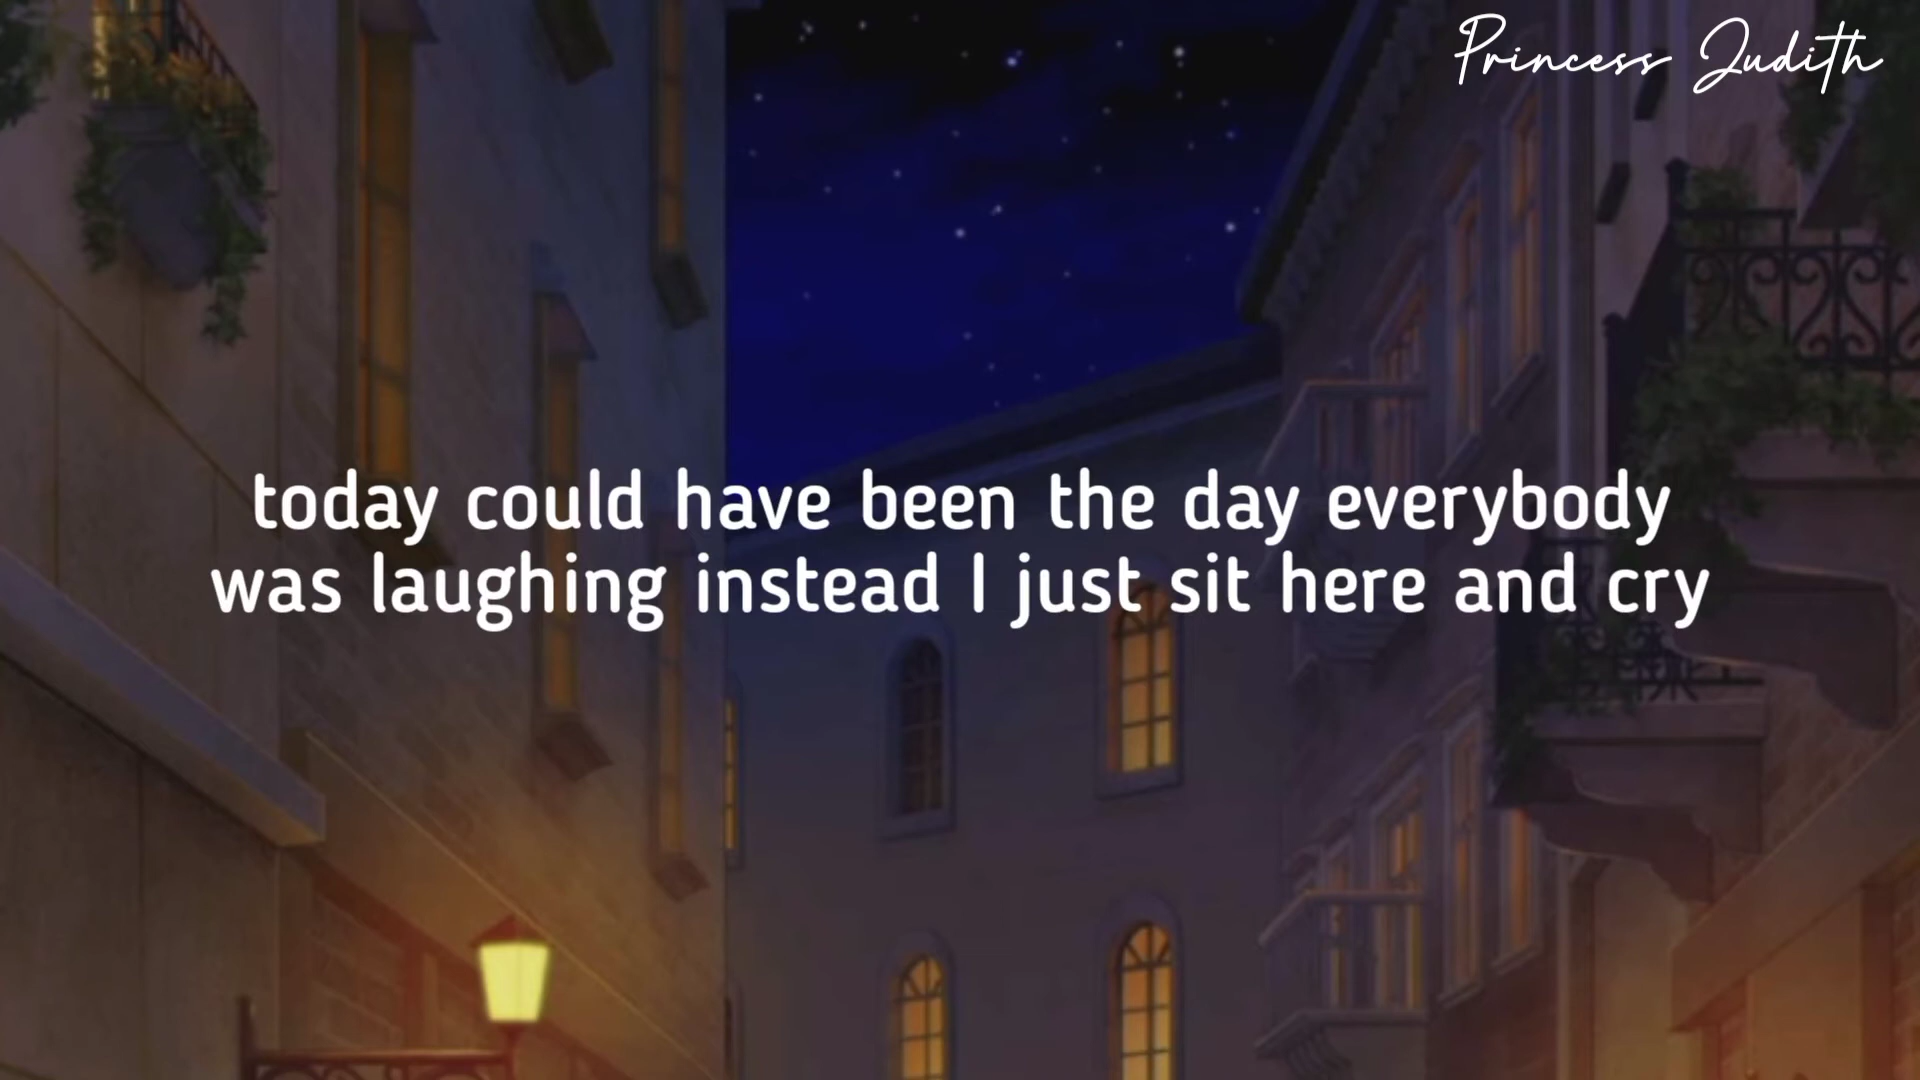 Princess Judith
today could have been the day everybody
was laughing instead I just sit here and cry